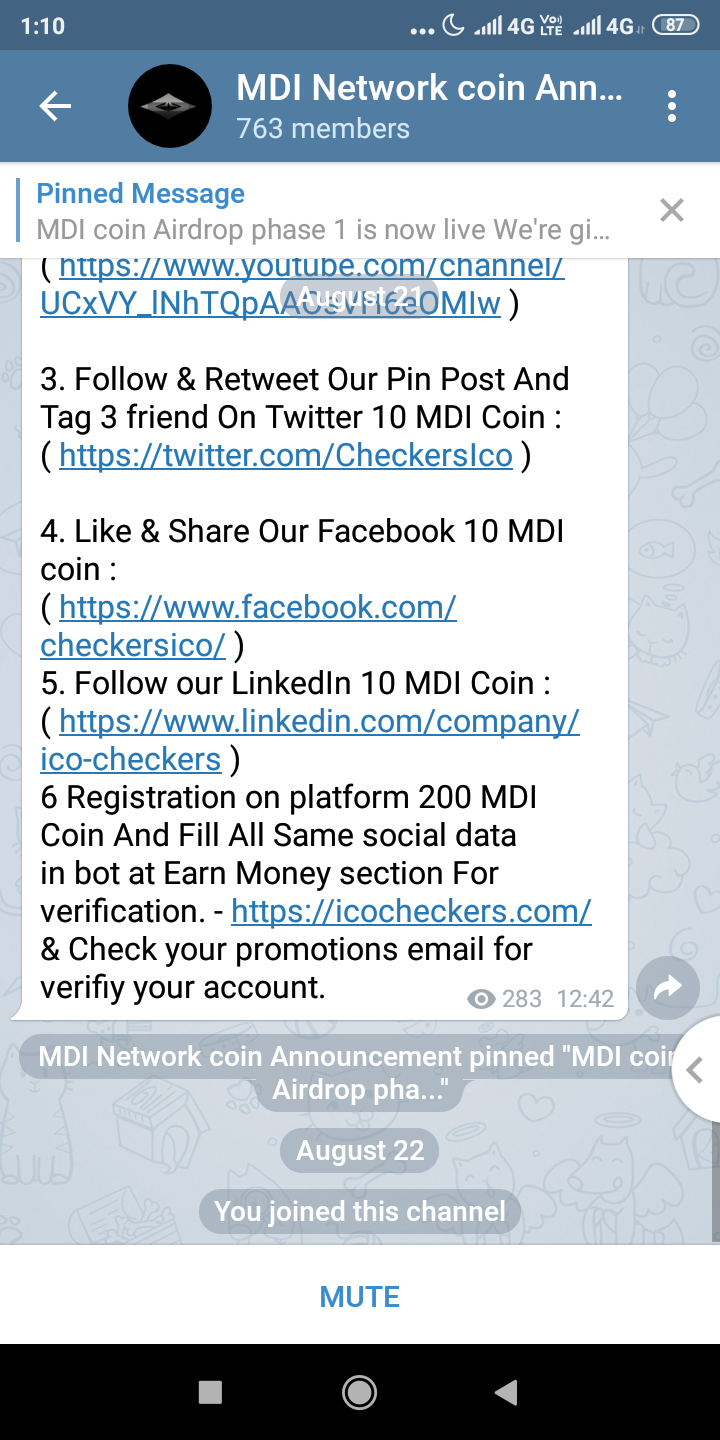 1:10
4G VoI) LTE 4G 87
MDI Network coin Ann...
763 members
Pinned Message
MDI coin Airdrop phase 1 is now live We're gi...
( https://www.youtube.com/channel/
August 21
UCxVY_lNhTQpAA OMIw )
3. Follow & Retweet Our Pin Post And
Tag 3 friend On Twitter 10 MDI Coin :
( https://twitter.com/CheckersIco )
4. Like & Share Our Facebook 10 MDI
coin :
( https://www.facebook.com/
checkersico/ )
5. Follow our LinkedIn 10 MDI Coin :
( https://www.linkedin.com/company/
ico-checkers )
6 Registration on platform 200 MDI
Coin And Fill All Same social data
in bot at Earn Money section For
verification. - https://icocheckers.com/
& Check your promotions email for
verifiy your account.
283 12:42
MDI Network coin Announcement pinned "MDI coin
Airdrop pha..."
August 22
You joined this channel
MUTE